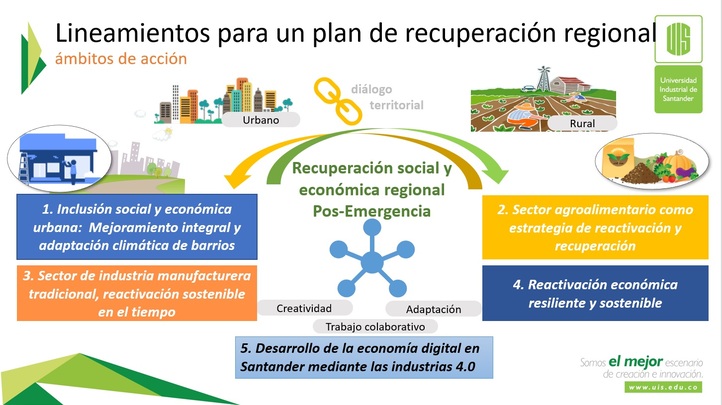 Lineamientos para un plan de recuperación regional
ámbitos de acción
UIS
Universidad
Industrial de
Santander
diálogo
territorial
Urbano
Rural
Recuperación social y
económica regional
Pos-Emergencia
1. Inclusión social y económica
urbana: Mejoramiento integral y
adaptación climática de barrios
2. Sector agroalimentario como
estrategia de reactivación y
recuperación
3. Sector de industria manufacturera
tradicional, reactivación sostenible
en el tiempo
4. Reactivación económica
resiliente y sostenible
Creatividad
Adaptación
Trabajo colaborativo
5. Desarrollo de la economía digital en
Santander mediante las industrias 4.0
Somos el mejor escenario
de creación e innovación.
www.uis.edu.co